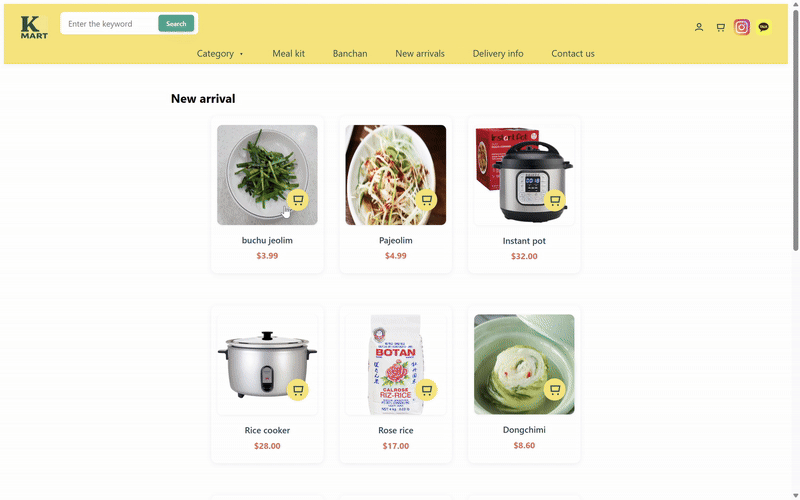 K
MART
Enter the keyword
Search
Category
Meal kit
Banchan
New arrivals
Delivery info
Contact us
New arrival
buchu jeolim
$3.99
Pajeolim
$4.99
Instant pot
$32.00
BOTAN
CALROSE
RIZ-RICE
Rice cooker
$28.00
Rose rice
$17.00
Dongchimi
$8.60